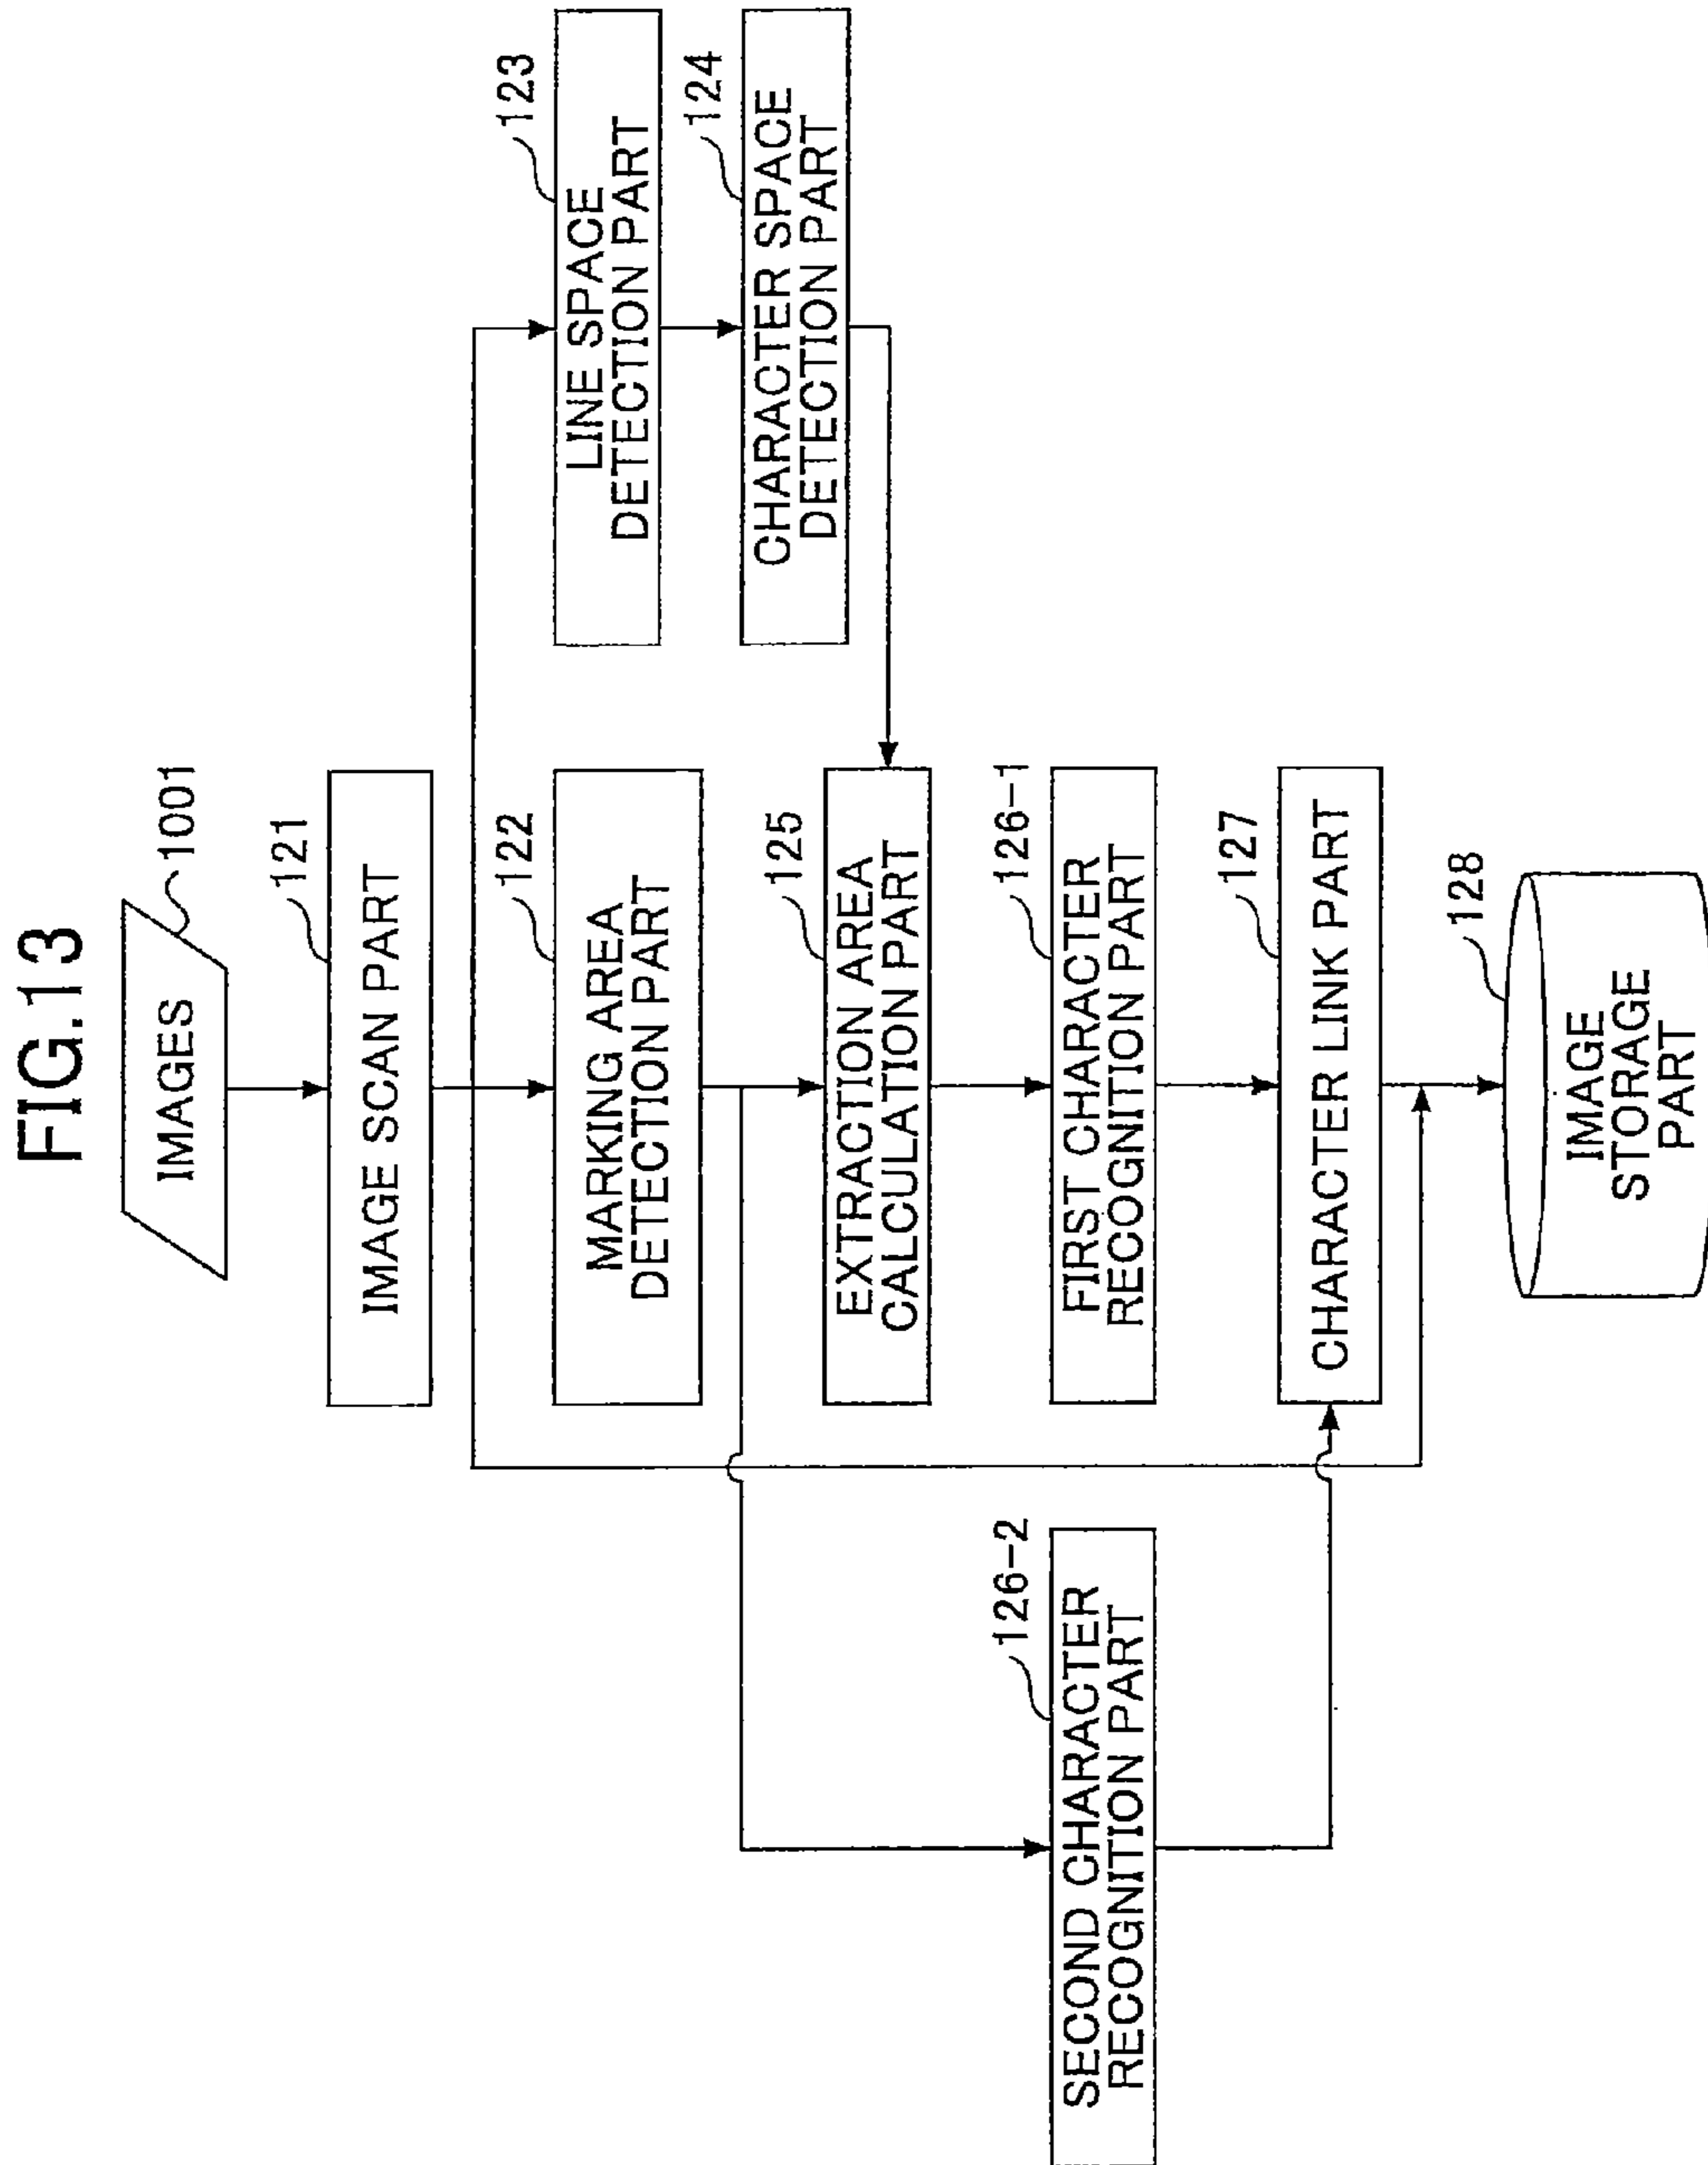 FIG.13
IMAGES
1001
IMAGE SCAN PART
121
MARKING AREA
DETECTION PART
122
LINE SPACE
DETECTION PART
123
CHARACTER SPACE
DETECTION PART
124
EXTRACTION AREA
CALCULATION PART
125
FIRST CHARACTER
RECOGNITION PART
126-1
SECOND CHARACTER
RECOGNITION PART
126-2
CHARACTER LINK PART
127
IMAGE
STORAGE
PART
128